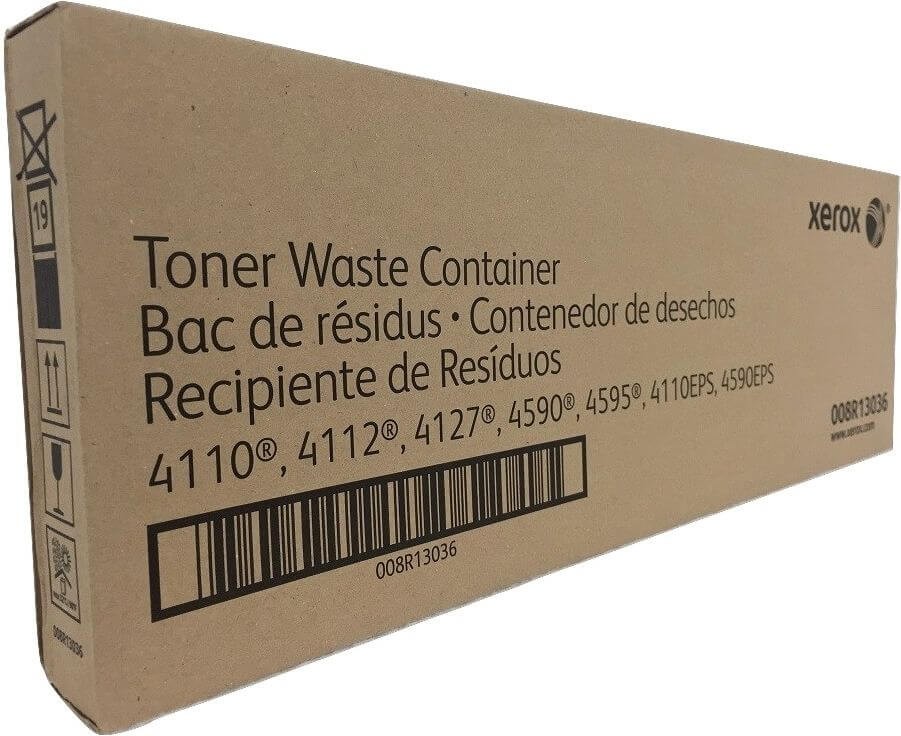 xerox
Toner Waste Container
Bac de résidus • Contenedor de desechos
Recipiente de Resíduos
4110®, 4112®, 4127®, 4590®, 4595®, 4110EPS, 4590EPS
008R13036
www.xerox.com
008R13036
19
008R13036